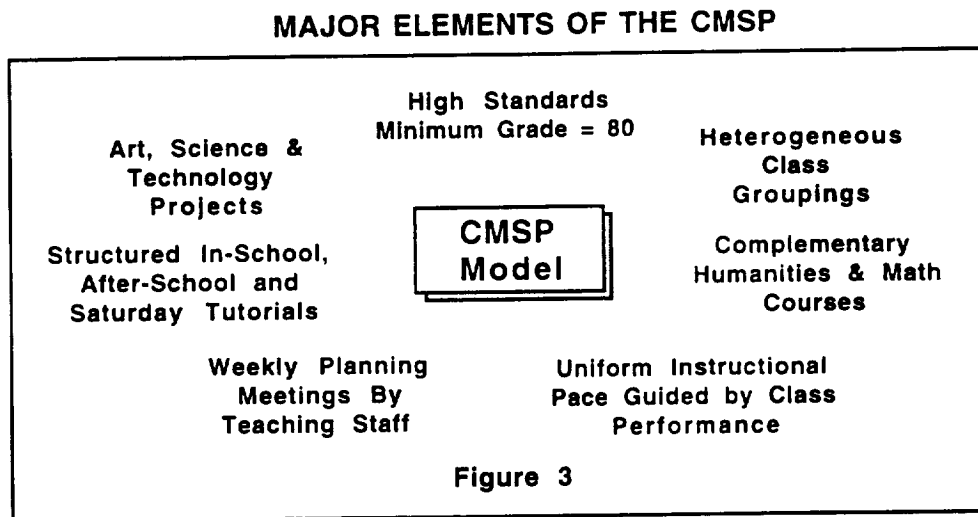 MAJOR ELEMENTS OF THE CMSP
High Standards
Minimum Grade = 80
Art, Science &
Technology
Projects
Heterogeneous
Class
Groupings
CMSP
Model
Structured In-School,
After-School and
Saturday Tutorials
Complementary
Humanities & Math
Courses
Weekly Planning
Meetings By
Teaching Staff
Uniform Instructional
Pace Guided by Class
Performance
Figure 3